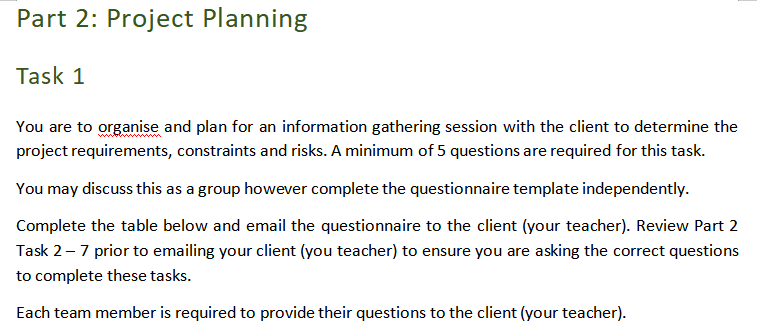 Part 2: Project Planning
Task 1
You are to organise and plan for an information gathering session with the client to determine the
project requirements, constraints and risks. A minimum of 5 questions are required for this task.
You may discuss this as a group however complete the questionnaire template independently.
Complete the table below and email the questionnaire to the client (your teacher). Review Part 2
Task 2 – 7 prior to emailing your client (you teacher) to ensure you are asking the correct questions
to complete these tasks.
Each team member is required to provide their questions to the client (your teacher).